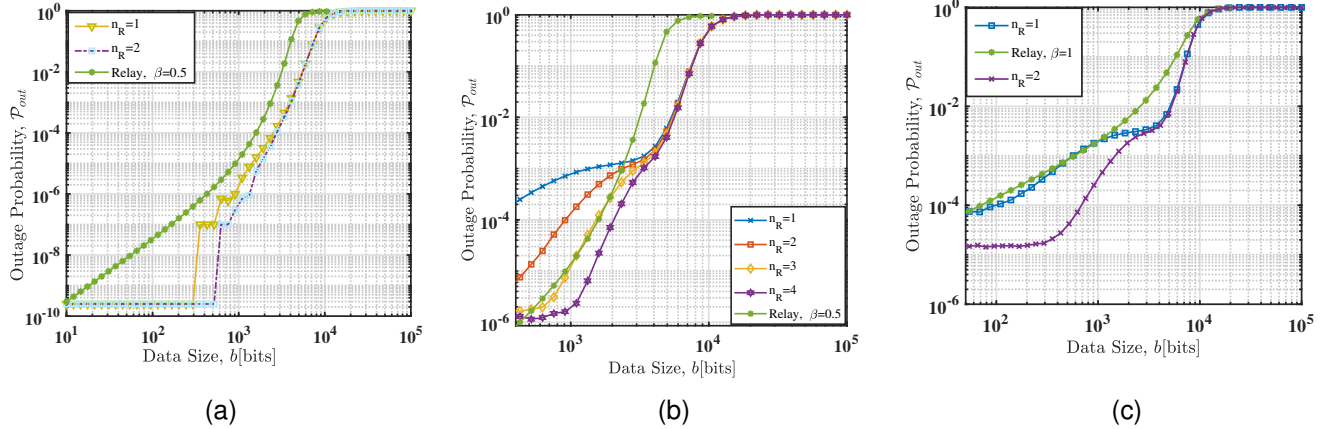 10^0
10^-2
10^-4
10^-6
10^-8
10^-10
Outage Probability, 𝒫_out
n_R=1
n_R=2
Relay, β=0.5
10^1
10^2
10^3
10^4
10^5
Data Size, b[bits]
(a)
10^0
10^-2
10^-4
10^-6
Outage Probability, 𝒫_out
n_R=1
n_R=2
n_R=3
n_R=4
Relay, β=0.5
10^3
10^4
10^5
Data Size, b[bits]
(b)
10^0
10^-2
10^-4
10^-6
Outage Probability, 𝒫_out
n_R=1
Relay, β=1
n_R=2
10^2
10^3
10^4
10^5
Data Size, b[bits]
(c)